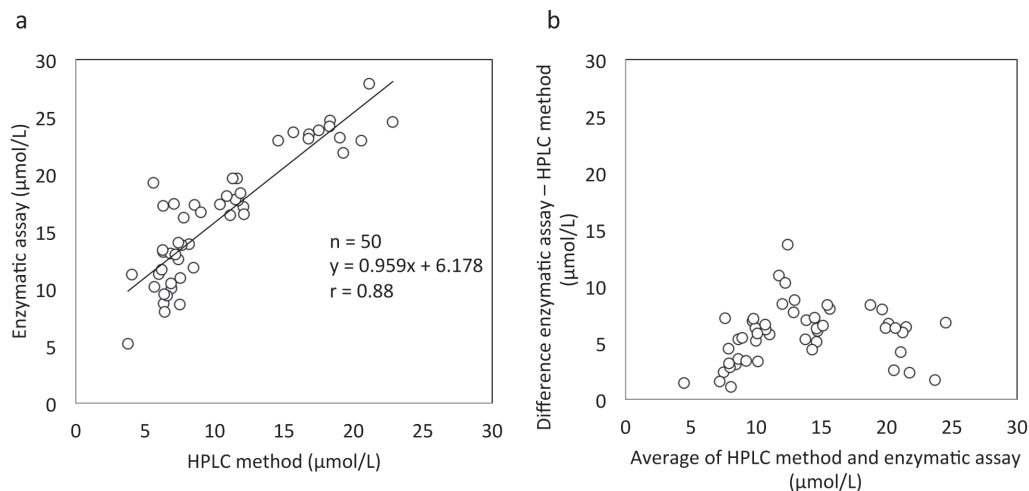 a
Enzymatic assay (μmol/L)
30
25
20
15
10
5
0
n = 50
y = 0.959x + 6.178
r = 0.88
0 5 10 15 20 25 30
HPLC method (μmol/L)
b
Difference enzymatic assay – HPLC method
(μmol/L)
30
25
20
15
10
5
0
0 5 10 15 20 25 30
Average of HPLC method and enzymatic assay
(μmol/L)